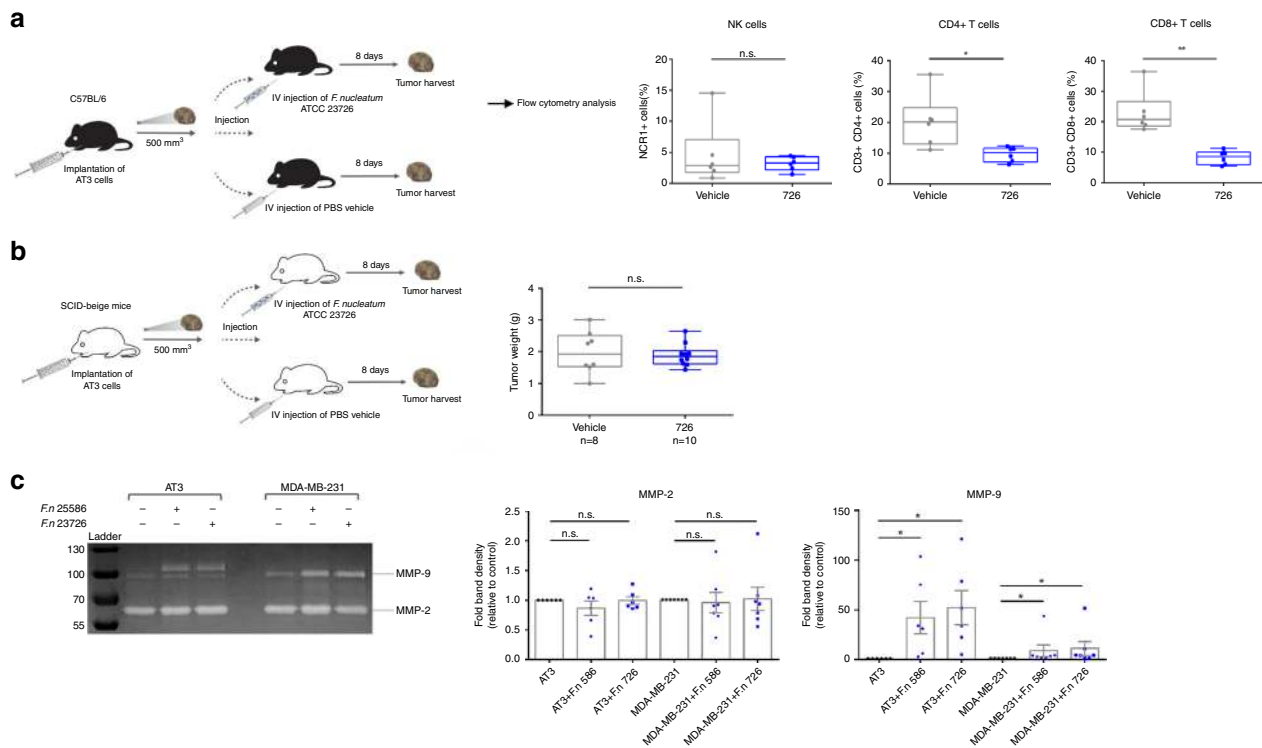 a
C57BL/6
Implantation of
AT3 cells
500 mm3
Injection
8 days
Tumor harvest
IV injection of F. nucleatum
ATCC 23726
8 days
Tumor harvest
IV injection of PBS vehicle
Flow cytometry analysis
NK cells
n.s.
NCR1+ cells(%)
20
15
10
5
0
Vehicle
726
CD4+ T cells
*
CD3+ CD4+ cells (%)
40
30
20
10
0
Vehicle
726
CD8+ T cells
**
CD3+ CD8+ cells (%)
40
30
20
10
0
Vehicle
726
b
SCID-beige mice
Implantation of
AT3 cells
500 mm3
Injection
8 days
Tumor harvest
IV injection of F. nucleatum
ATCC 23726
8 days
Tumor harvest
IV injection of PBS vehicle
n.s.
Tumor weight (g)
4
3
2
1
0
Vehicle
n=8
726
n=10
c
AT3
MDA-MB-231
F.n 25586 – + – – + –
F.n 23726 – – + – – +
Ladder
130
100
70
55
MMP-9
MMP-2
MMP-2
n.s.
n.s.
n.s.
n.s.
Fold band density
(relative to control)
2.5
2.0
1.5
1.0
0.5
0.0
AT3
AT3+F.n 586
AT3+F.n 726
MDA-MB-231
MDA-MB-231+F.n 586
MDA-MB-231+F.n 726
MMP-9
*
*
*
*
Fold band density
(relative to control)
150
100
50
0
AT3
AT3+F.n 586
AT3+F.n 726
MDA-MB-231
MDA-MB-231+F.n 586
MDA-MB-231+F.n 726